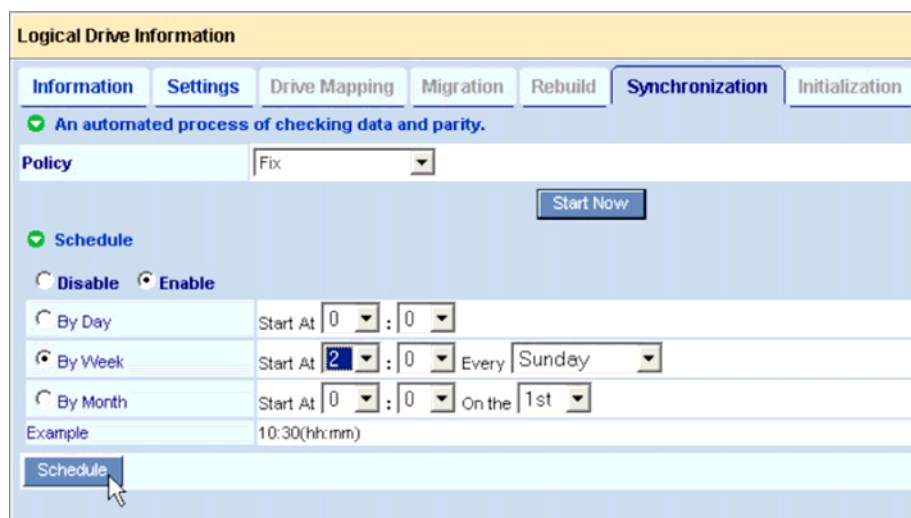 Logical Drive Information
Information Settings Drive Mapping Migration Rebuild Synchronization Initialization
An automated process of checking data and parity.
Policy Fix
Start Now
Schedule
Disable Enable
By Day Start At 0 : 0
By Week Start At 2 : 0 Every Sunday
By Month Start At 0 : 0 On the 1st
Example 10:30(hh:mm)
Schedule